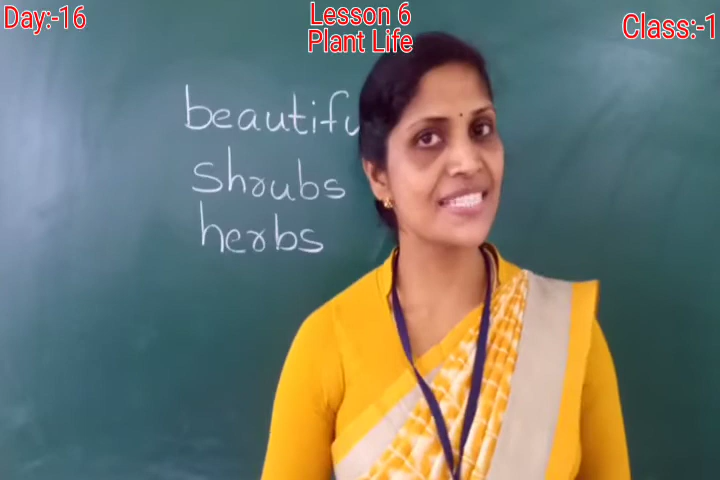 Day:-16
Lesson 6
Plant Life
Class:-1
beautifu
shrubs
herbs